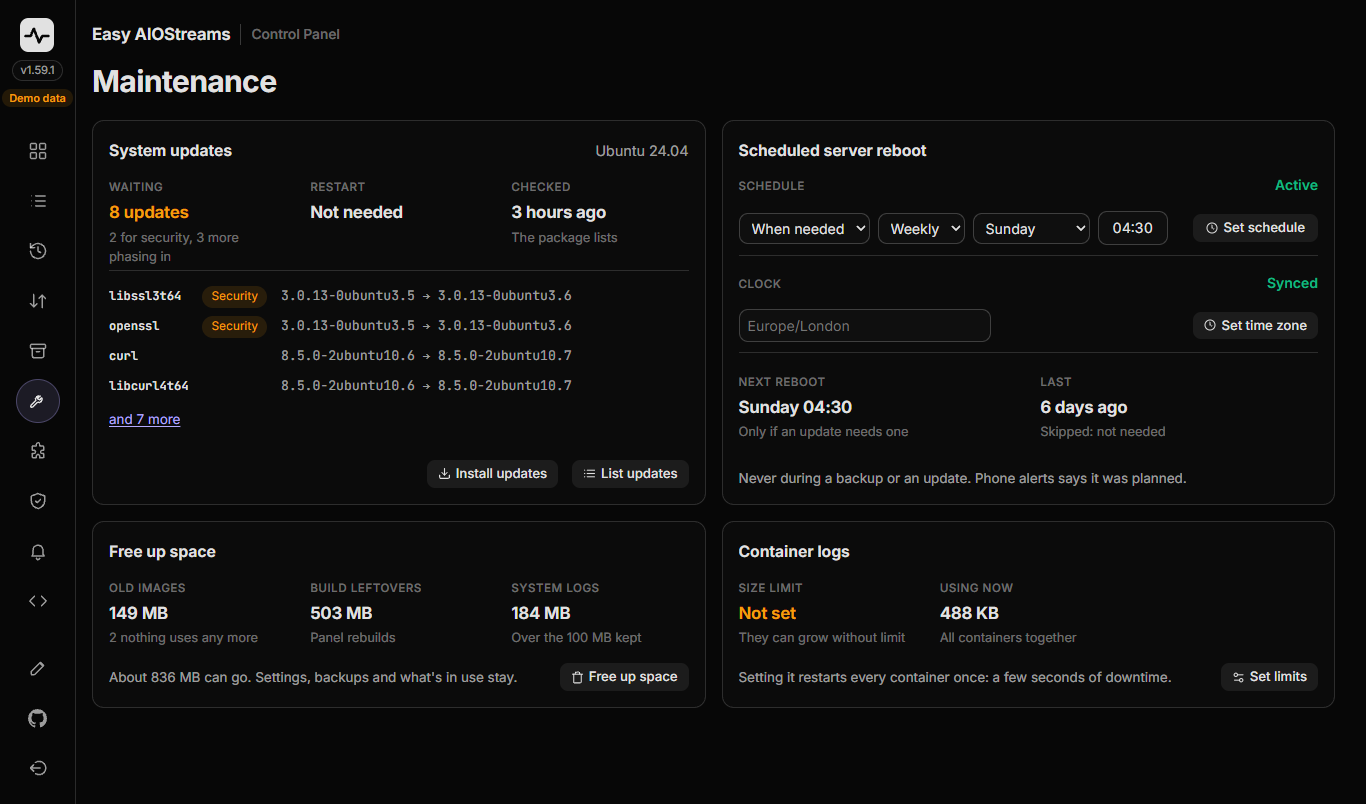 Easy AIOStreams | Control Panel
v1.59.1
Demo data
Maintenance
System updates
Ubuntu 24.04
WAITING
8 updates
2 for security, 3 more
phasing in
RESTART
Not needed
CHECKED
3 hours ago
The package lists
libssl3t64 Security 3.0.13-0ubuntu3.5 → 3.0.13-0ubuntu3.6
openssl Security 3.0.13-0ubuntu3.5 → 3.0.13-0ubuntu3.6
curl 8.5.0-2ubuntu10.6 → 8.5.0-2ubuntu10.7
libcurl4t64 8.5.0-2ubuntu10.6 → 8.5.0-2ubuntu10.7
and 7 more
Install updates
List updates
Scheduled server reboot
SCHEDULE
Active
When needed
Weekly
Sunday
04:30
Set schedule
CLOCK
Synced
Europe/London
Set time zone
NEXT REBOOT
Sunday 04:30
Only if an update needs one
LAST
6 days ago
Skipped: not needed
Never during a backup or an update. Phone alerts says it was planned.
Free up space
OLD IMAGES
149 MB
2 nothing uses any more
BUILD LEFTOVERS
503 MB
Panel rebuilds
SYSTEM LOGS
184 MB
Over the 100 MB kept
About 836 MB can go. Settings, backups and what's in use stay.
Free up space
Container logs
SIZE LIMIT
Not set
They can grow without limit
USING NOW
488 KB
All containers together
Setting it restarts every container once: a few seconds of downtime.
Set limits